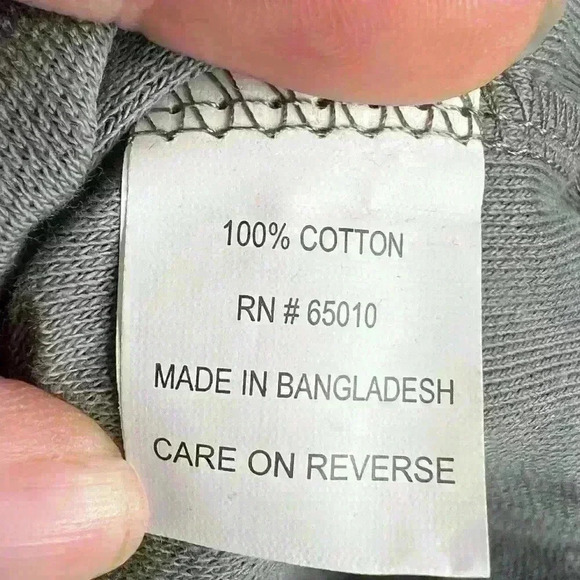 100% COTTON
RN # 65010
MADE IN BANGLADESH
CARE ON REVERSE